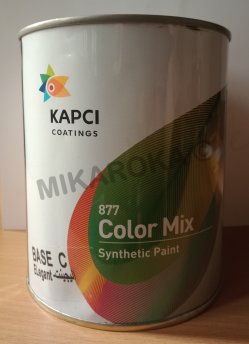 KAPCI
COATINGS
MIKAROKA ©
877
Color Mix
Synthetic Paint
BASE C
ELegant